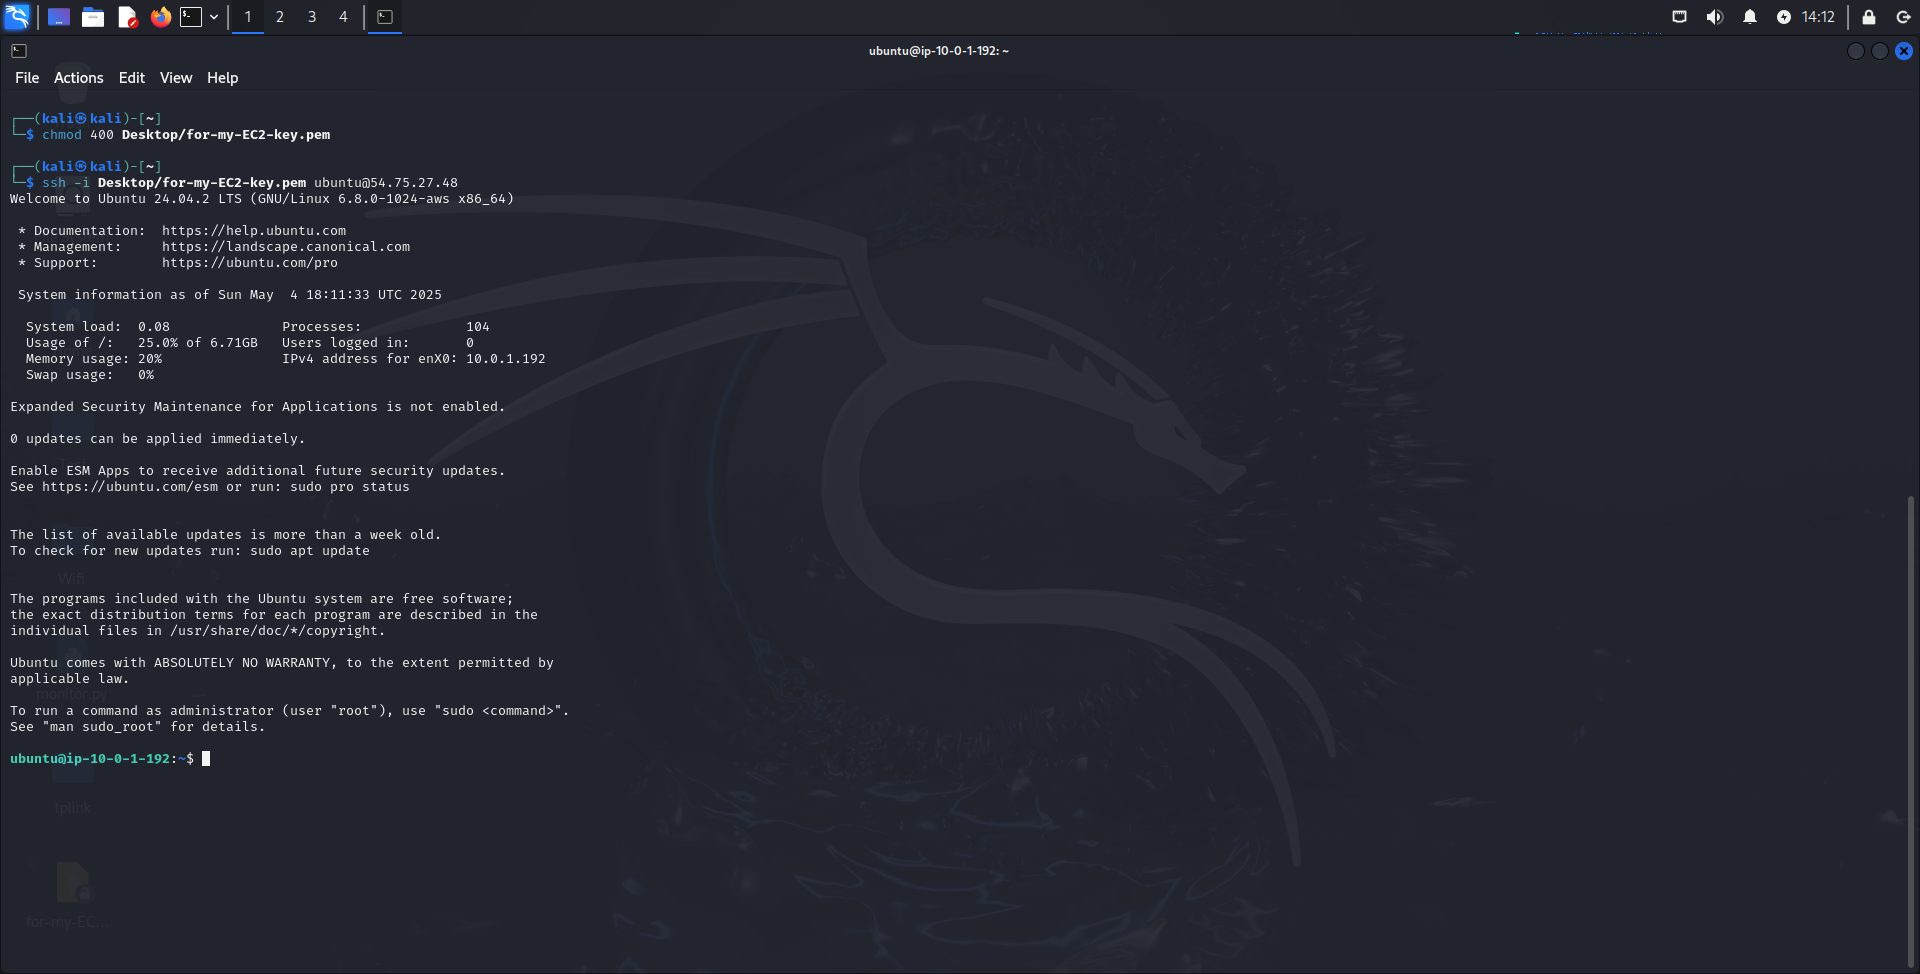 1 2 3 4
14:12
ubuntu@ip-10-0-1-192: ~
File Actions Edit View Help
┌──(kali㉿kali)-[~]
└─$ chmod 400 Desktop/for-my-EC2-key.pem
┌──(kali㉿kali)-[~]
└─$ ssh -i Desktop/for-my-EC2-key.pem ubuntu@54.75.27.48
Welcome to Ubuntu 24.04.2 LTS (GNU/Linux 6.8.0-1024-aws x86_64)
* Documentation:  https://help.ubuntu.com
* Management:     https://landscape.canonical.com
* Support:        https://ubuntu.com/pro
System information as of Sun May  4 18:11:33 UTC 2025
System load:  0.08              Processes:             104
Usage of /:   25.0% of 6.71GB   Users logged in:       0
Memory usage: 20%               IPv4 address for enX0: 10.0.1.192
Swap usage:   0%
Expanded Security Maintenance for Applications is not enabled.
0 updates can be applied immediately.
Enable ESM Apps to receive additional future security updates.
See https://ubuntu.com/esm or run: sudo pro status
The list of available updates is more than a week old.
To check for new updates run: sudo apt update
Wifi
The programs included with the Ubuntu system are free software;
the exact distribution terms for each program are described in the
individual files in /usr/share/doc/*/copyright.
Ubuntu comes with ABSOLUTELY NO WARRANTY, to the extent permitted by
applicable law.
monitor.py
To run a command as administrator (user "root"), use "sudo <command>".
See "man sudo_root" for details.
ubuntu@ip-10-0-1-192:~$
tplink
for-my-EC...